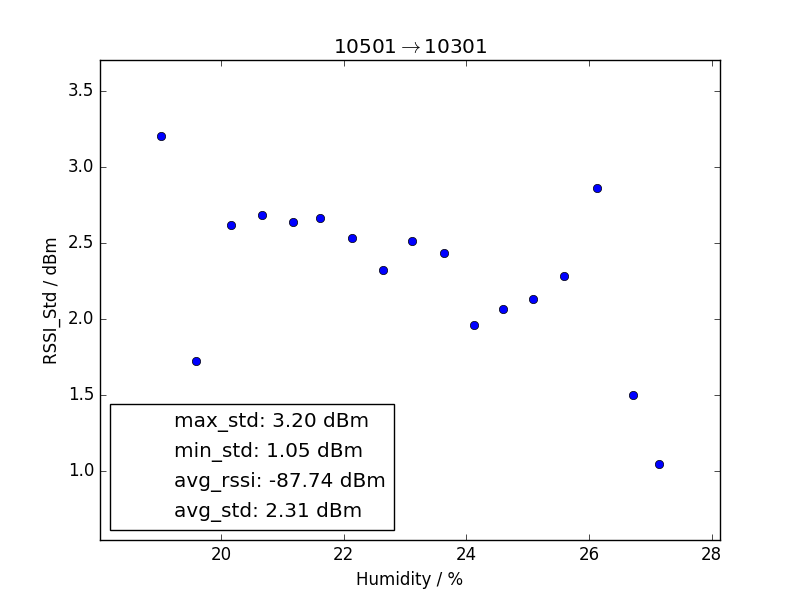 10501→10301
3.5
3.0
2.5
2.0
1.5
1.0
RSSI_Std / dBm
max_std: 3.20 dBm
min_std: 1.05 dBm
avg_rssi: -87.74 dBm
avg_std: 2.31 dBm
20 22 24 26 28
Humidity / %